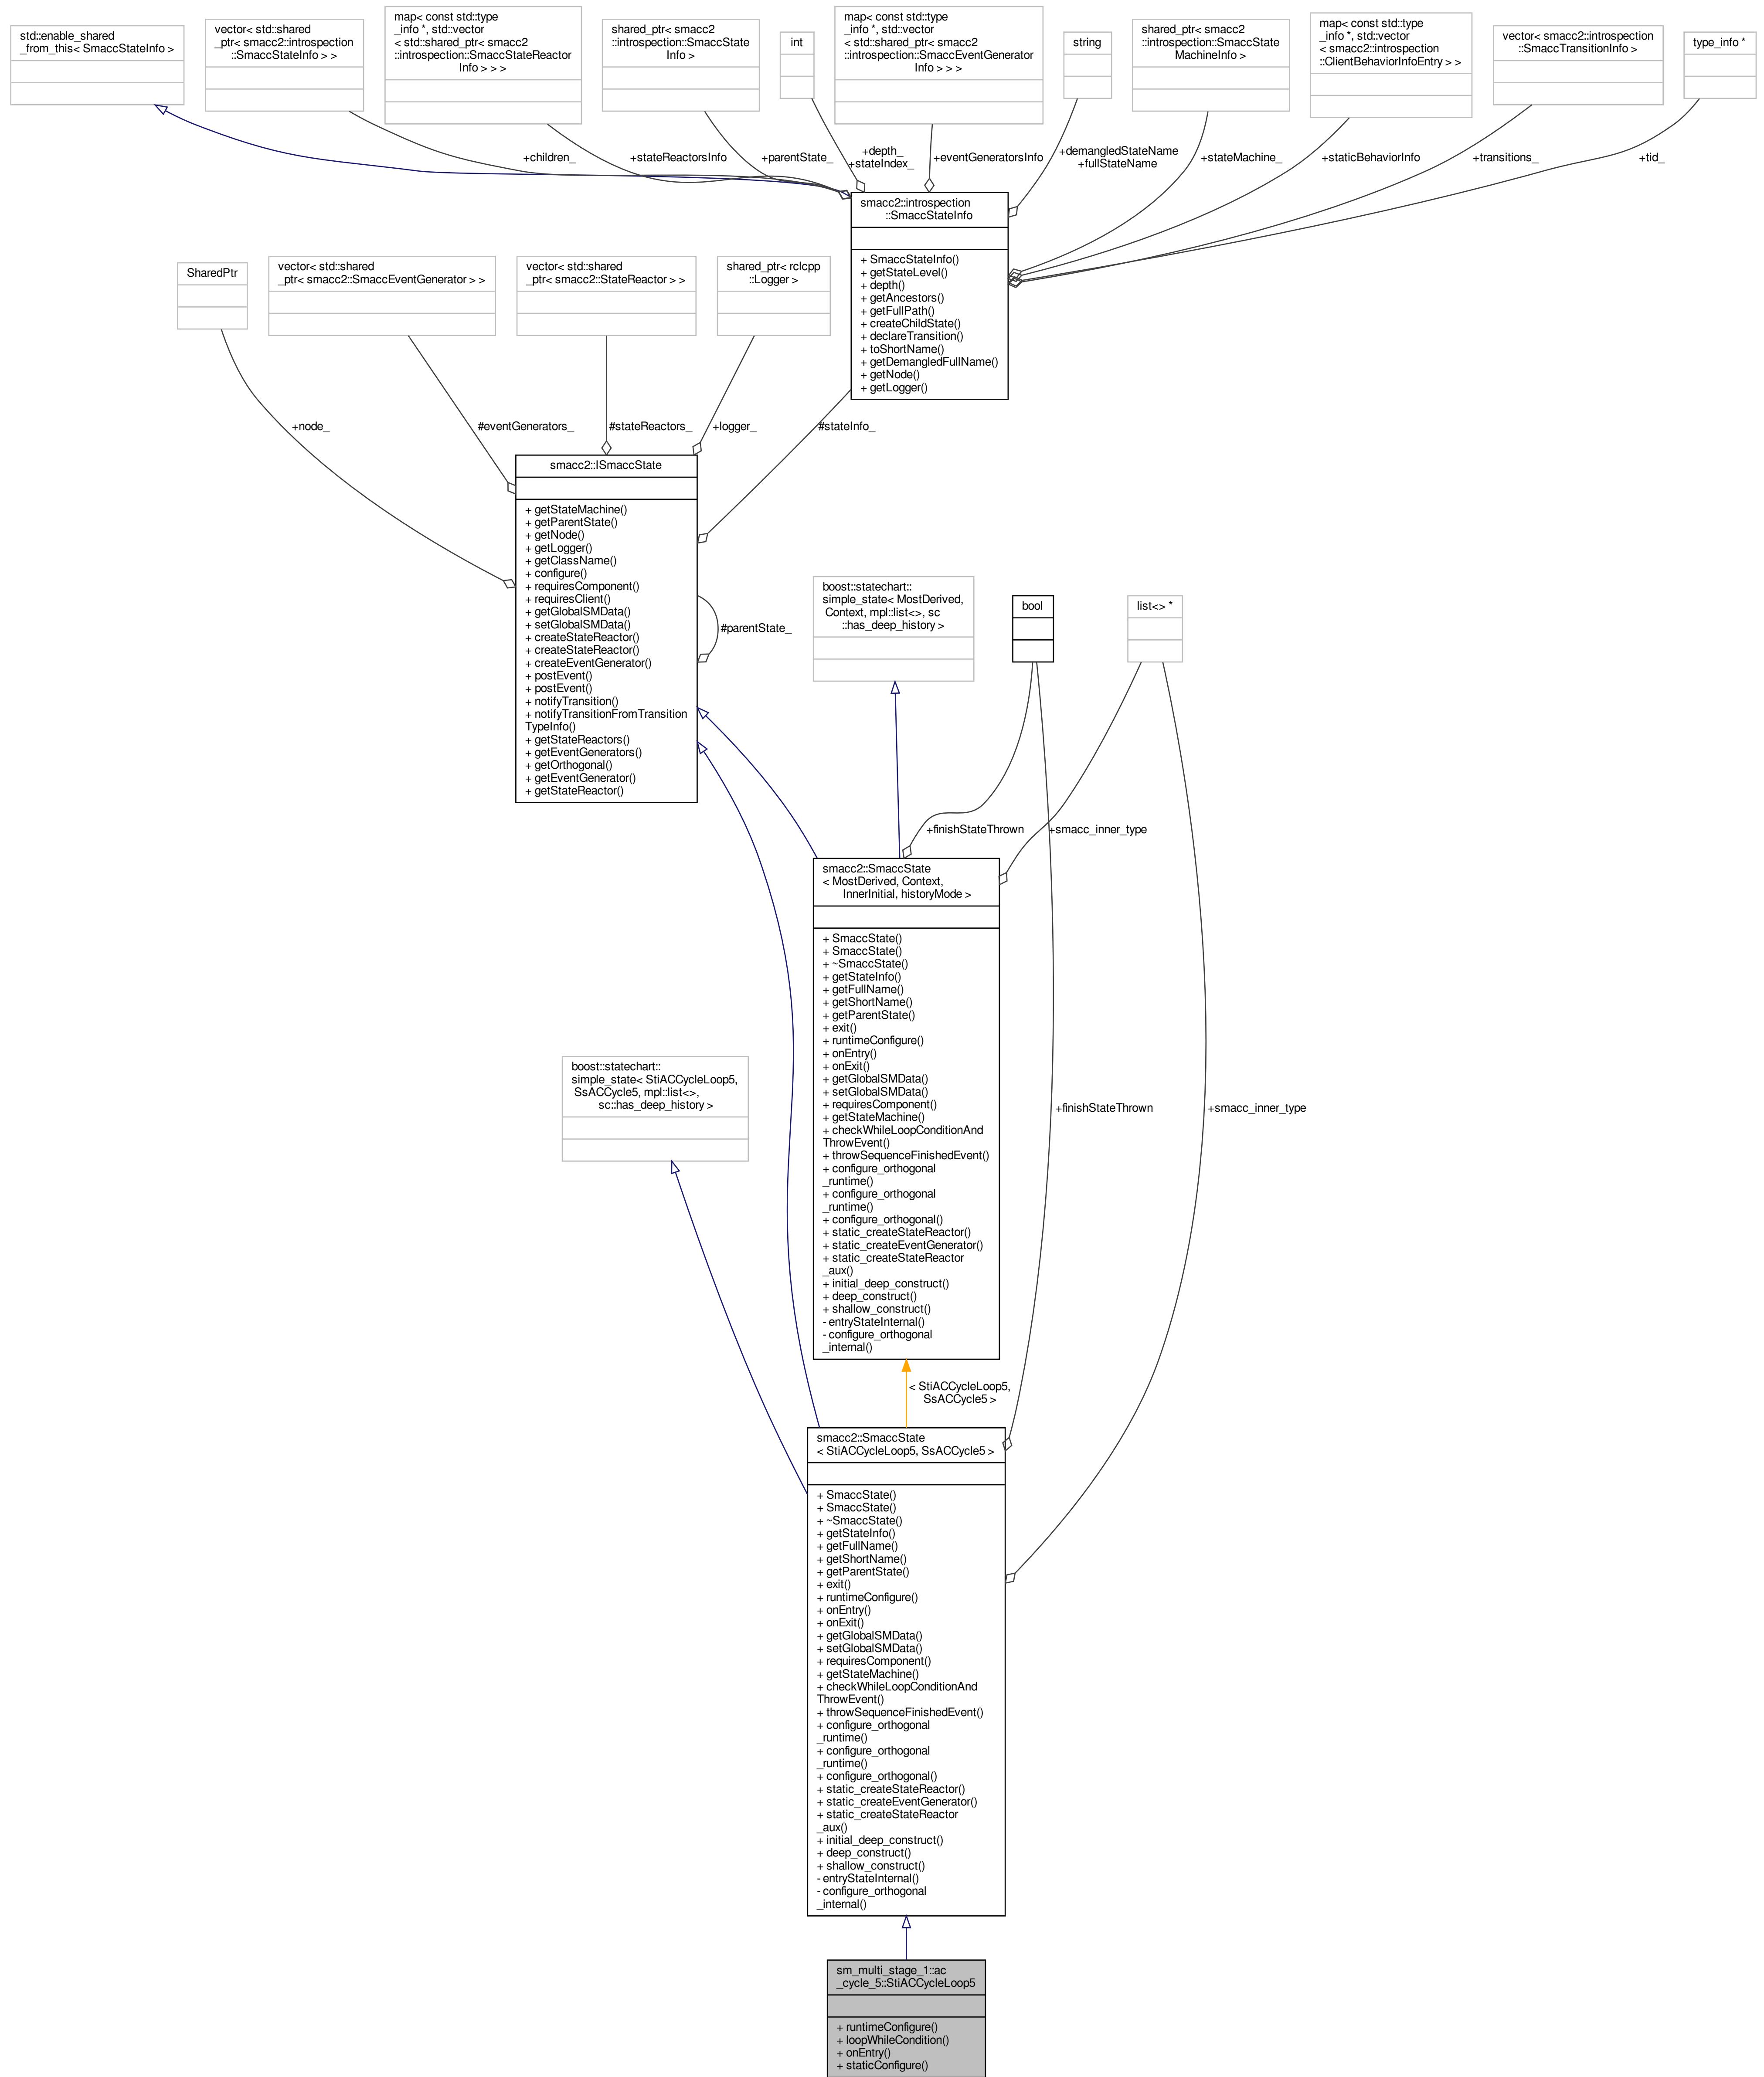 std::enable_shared
_from_this< SmaccStateInfo >
vector< std::shared
_ptr< smacc2::introspection
::SmaccStateInfo > >
map< const std::type
_info *, std::vector
< std::shared_ptr< smacc2
::introspection::SmaccStateReactor
Info > > >
shared_ptr< smacc2
::introspection::SmaccState
Info >
int
map< const std::type
_info *, std::vector
< std::shared_ptr< smacc2
::introspection::SmaccEventGenerator
Info > > >
string
shared_ptr< smacc2
::introspection::SmaccState
MachineInfo >
map< const std::type
_info *, std::vector
< smacc2::introspection
::ClientBehaviorInfoEntry > >
vector< smacc2::introspection
::SmaccTransitionInfo >
type_info *
+children_
+stateReactorsInfo
+parentState_
+depth_
+stateIndex_
+eventGeneratorsInfo
+demangledStateName
+fullStateName
+stateMachine_
+staticBehaviorInfo
+transitions_
+tid_
smacc2::introspection
::SmaccStateInfo
+ SmaccStateInfo()
+ getStateLevel()
+ depth()
+ getAncestors()
+ getFullPath()
+ createChildState()
+ declareTransition()
+ toShortName()
+ getDemangledFullName()
+ getNode()
+ getLogger()
SharedPtr
vector< std::shared
_ptr< smacc2::SmaccEventGenerator > >
vector< std::shared
_ptr< smacc2::StateReactor > >
shared_ptr< rclcpp
::Logger >
+node_
#eventGenerators_
#stateReactors_
+logger_
#stateInfo_
smacc2::ISmaccState
+ getStateMachine()
+ getParentState()
+ getNode()
+ getLogger()
+ getClassName()
+ configure()
+ requiresComponent()
+ requiresClient()
+ getGlobalSMData()
+ setGlobalSMData()
+ createStateReactor()
+ createStateReactor()
+ createEventGenerator()
+ postEvent()
+ postEvent()
+ notifyTransition()
+ notifyTransitionFromTransition
TypeInfo()
+ getStateReactors()
+ getEventGenerators()
+ getOrthogonal()
+ getEventGenerator()
+ getStateReactor()
#parentState_
boost::statechart::
simple_state< MostDerived,
Context, mpl::list<>, sc
::has_deep_history >
bool
list<> *
+finishStateThrown
+smacc_inner_type
smacc2::SmaccState
< MostDerived, Context,
InnerInitial, historyMode >
+ SmaccState()
+ SmaccState()
+ ~SmaccState()
+ getStateInfo()
+ getFullName()
+ getShortName()
+ getParentState()
+ exit()
+ runtimeConfigure()
+ onEntry()
+ onExit()
+ getGlobalSMData()
+ setGlobalSMData()
+ requiresComponent()
+ getStateMachine()
+ checkWhileLoopConditionAnd
ThrowEvent()
+ throwSequenceFinishedEvent()
+ configure_orthogonal
_runtime()
+ configure_orthogonal
_runtime()
+ configure_orthogonal()
+ static_createStateReactor()
+ static_createEventGenerator()
+ static_createStateReactor
_aux()
+ initial_deep_construct()
+ deep_construct()
+ shallow_construct()
- entryStateInternal()
- configure_orthogonal
_internal()
boost::statechart::
simple_state< StiACCycleLoop5,
SsACCycle5, mpl::list<>,
sc::has_deep_history >
+finishStateThrown
+smacc_inner_type
< StiACCycleLoop5,
SsACCycle5 >
smacc2::SmaccState
< StiACCycleLoop5, SsACCycle5 >
+ SmaccState()
+ SmaccState()
+ ~SmaccState()
+ getStateInfo()
+ getFullName()
+ getShortName()
+ getParentState()
+ exit()
+ runtimeConfigure()
+ onEntry()
+ onExit()
+ getGlobalSMData()
+ setGlobalSMData()
+ requiresComponent()
+ getStateMachine()
+ checkWhileLoopConditionAnd
ThrowEvent()
+ throwSequenceFinishedEvent()
+ configure_orthogonal
_runtime()
+ configure_orthogonal
_runtime()
+ configure_orthogonal()
+ static_createStateReactor()
+ static_createEventGenerator()
+ static_createStateReactor
_aux()
+ initial_deep_construct()
+ deep_construct()
+ shallow_construct()
- entryStateInternal()
- configure_orthogonal
_internal()
sm_multi_stage_1::ac
_cycle_5::StiACCycleLoop5
+ runtimeConfigure()
+ loopWhileCondition()
+ onEntry()
+ staticConfigure()